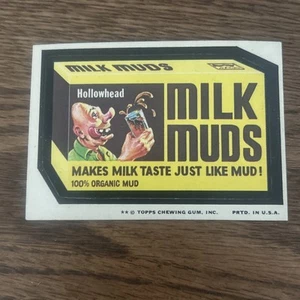 MILK MUDS
Hollowhead
MILK
MUDS
MAKES MILK TASTE JUST LIKE MUD!
100% ORGANIC MUD
★★ © TOPPS CHEWING GUM, INC. PRTD. IN U.S.A.